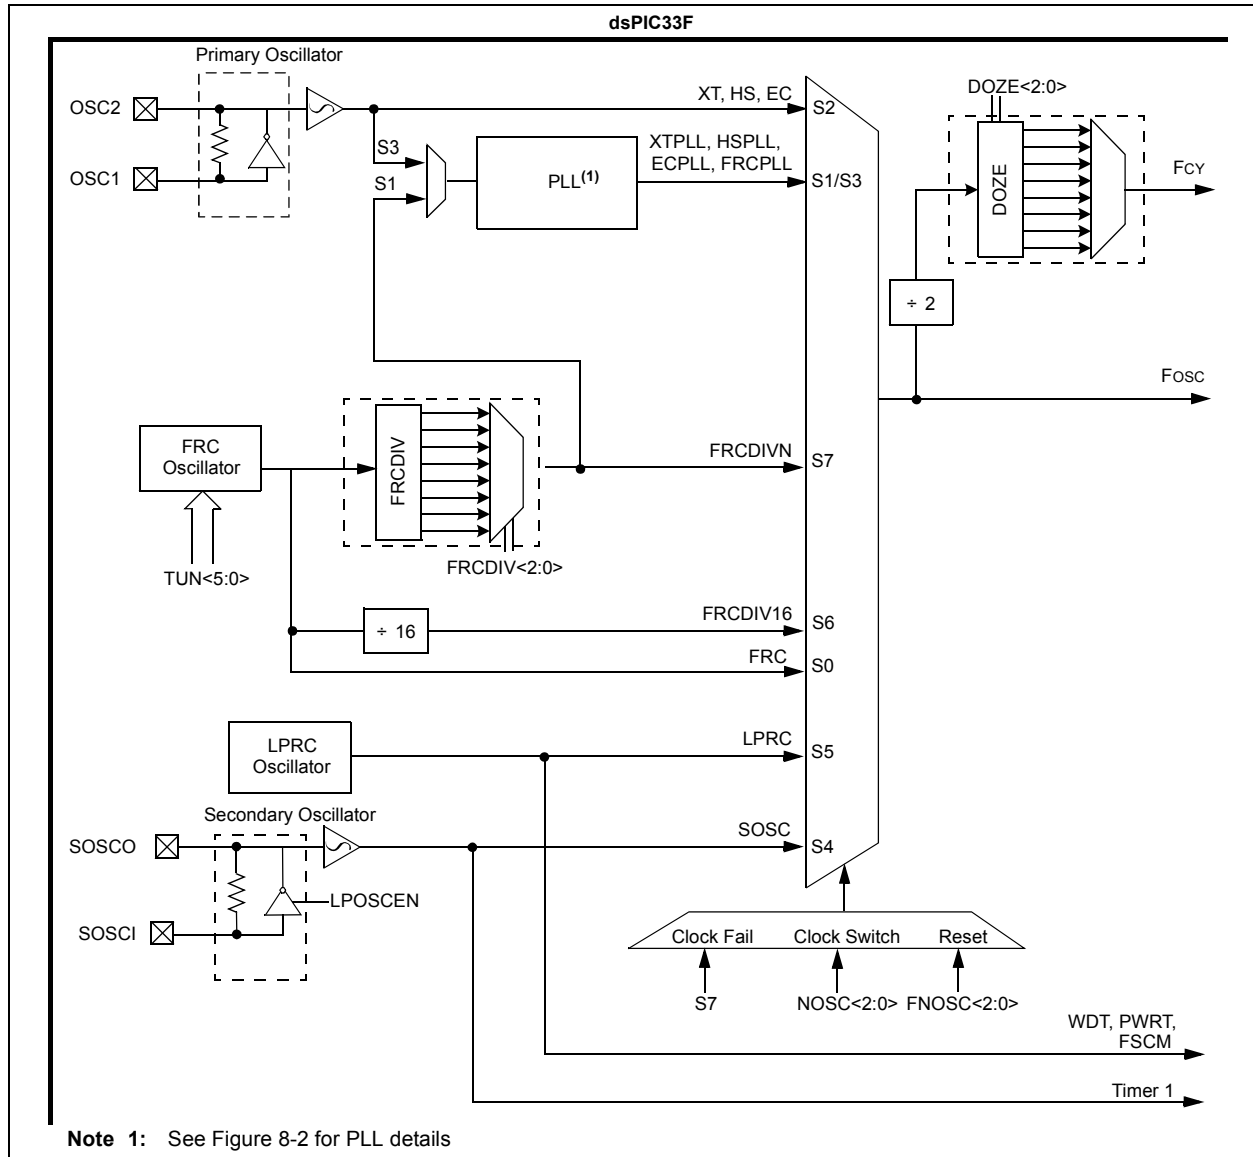 dsPIC33F
Primary Oscillator
DOZE<2:0>
OSC2
XT, HS, EC
S2
S3
XTPLL, HSPLL,
ECPLL, FRCPLL
PLL(1)
S1/S3
OSC1
S1
DOZE
FCY
÷ 2
FOSC
FRC
Oscillator
FRCDIV
FRCDIVN
S7
TUN<5:0>
FRCDIV<2:0>
÷ 16
FRCDIV16
S6
FRC
S0
LPRC
Oscillator
LPRC
S5
Secondary Oscillator
SOSCO
SOSC
S4
LPOSCEN
SOSCI
Clock Fail
Clock Switch
Reset
S7
NOSC<2:0>
FNOSC<2:0>
WDT, PWRT,
FSCM
Timer 1
Note 1: See Figure 8-2 for PLL details